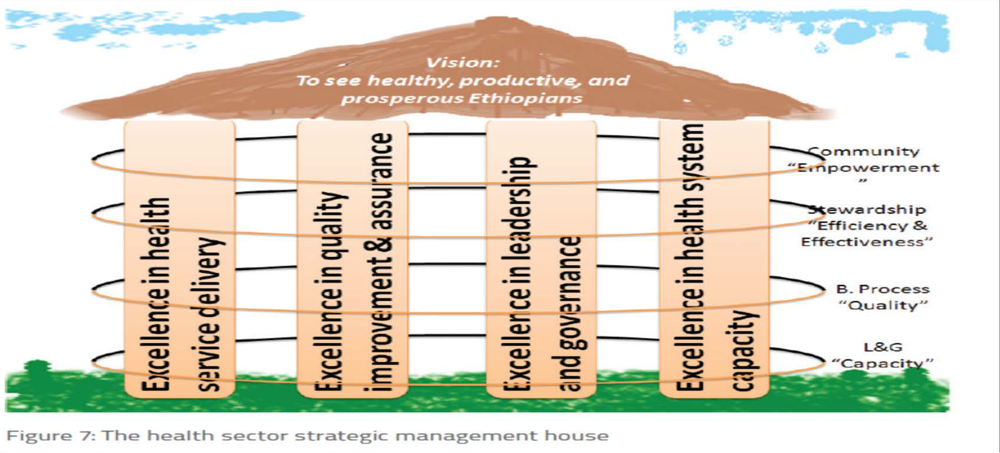 Vision:
To see healthy, productive, and
prosperous Ethiopians
Excellence in health
service delivery
Excellence in quality
improvement & assurance
Excellence in leadership
and governance
Excellence in health system
capacity
Community
“Empowerment
”
Stewardship
“Efficiency &
Effectiveness”
B. Process
“Quality”
L&G
“Capacity”
Figure 7: The health sector strategic management house